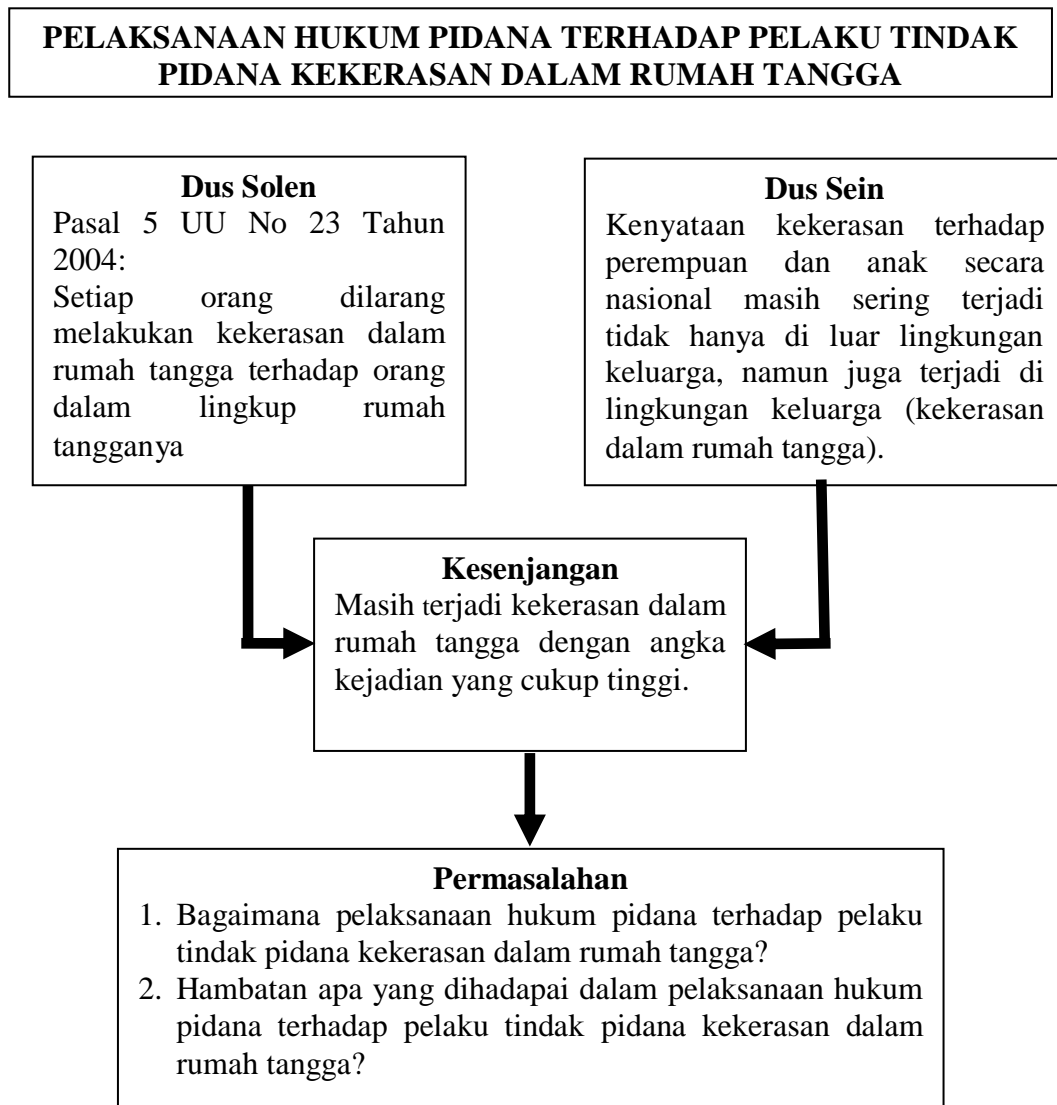 PELAKSANAAN HUKUM PIDANA TERHADAP PELAKU TINDAK
PIDANA KEKERASAN DALAM RUMAH TANGGA
Dus Solen
Pasal 5 UU No 23 Tahun
2004:
Setiap orang dilarang
melakukan kekerasan dalam
rumah tangga terhadap orang
dalam lingkup rumah
tangganya
Dus Sein
Kenyataan kekerasan terhadap
perempuan dan anak secara
nasional masih sering terjadi
tidak hanya di luar lingkungan
keluarga, namun juga terjadi di
lingkungan keluarga (kekerasan
dalam rumah tangga).
Kesenjangan
Masih terjadi kekerasan dalam
rumah tangga dengan angka
kejadian yang cukup tinggi.
Permasalahan
1. Bagaimana pelaksanaan hukum pidana terhadap pelaku
tindak pidana kekerasan dalam rumah tangga?
2. Hambatan apa yang dihadapai dalam pelaksanaan hukum
pidana terhadap pelaku tindak pidana kekerasan dalam
rumah tangga?